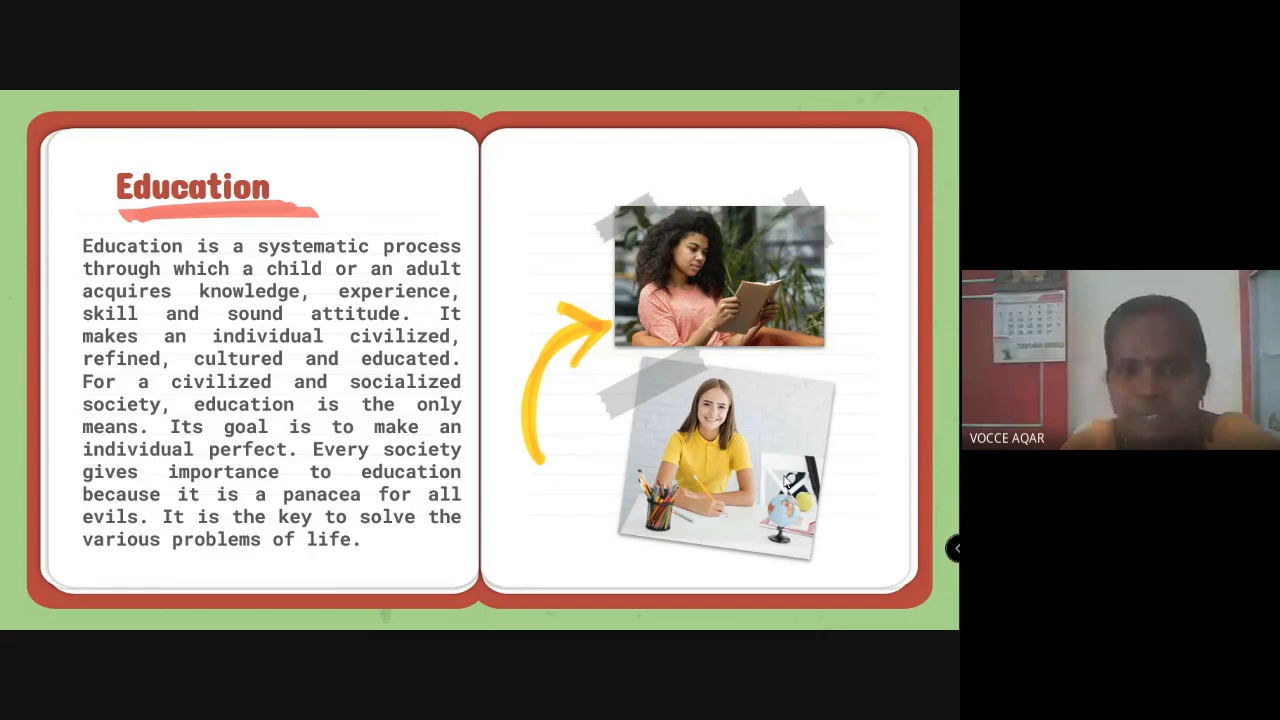 Education
Education is a systematic process
through which a child or an adult
acquires knowledge, experience,
skill and sound attitude. It
makes an individual civilized,
refined, cultured and educated.
For a civilized and socialized
society, education is the only
means. Its goal is to make an
individual perfect. Every society
gives importance to education
because it is a panacea for all
evils. It is the key to solve the
various problems of life.
VOCCE AQAR